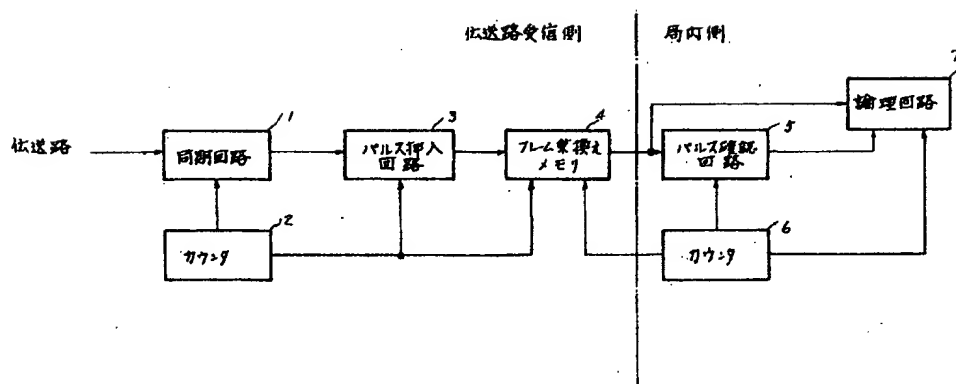 伝送路受信側
局内側
7
論理回路
1
3
4
5
伝送路
同期回路
パルス挿入
回路
フレーム乗換え
メモリ
パルス確認
回路
2
6
カウンタ
カウンタ